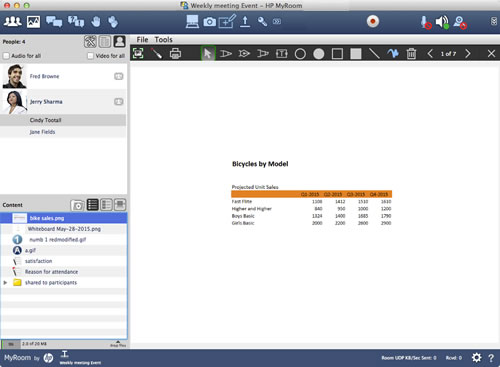 Weekly meeting Event - HP MyRoom
People: 4
Audio for all Video for all
Fred Browne
Jerry Sharma
Cindy Tootall
Jane Fields
Content
bike sales.png
Whiteboard May-28-2015.png
numb 1 redmodified.gif
a.gif
satisfaction
Reason for attendance
shared to participants
2.0 of 20 MB
File Tools
1 of 7
Bicycles by Model
Projected Unit Sales
Q1-2015 Q2-2015 Q3-2015 Q4-2015
Fast Flite 1108 1412 1510 1610
Higher and Higher 840 950 1000 1200
Boys Basic 1324 1400 1685 1790
Girls Basic 2000 2200 2600 2900
MyRoom by hp Weekly meeting Event Room UDP KB/Sec Sent: 0 Rcvd: 0